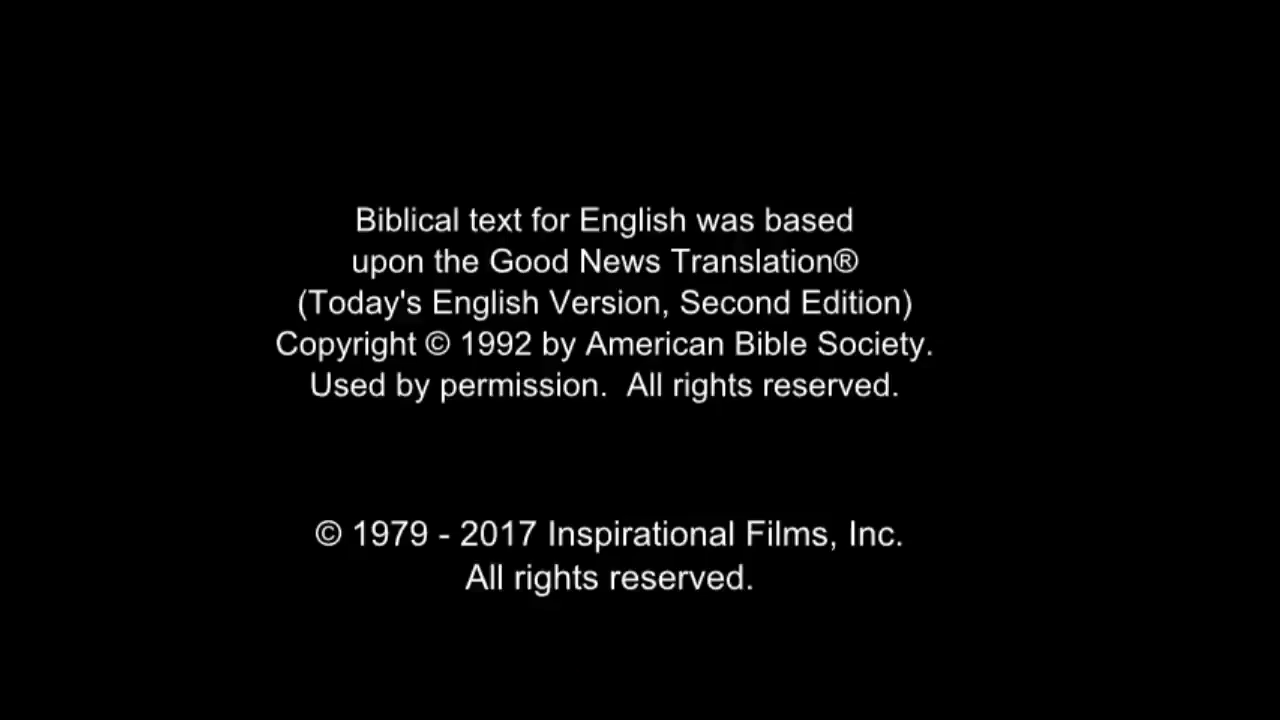 Biblical text for English was based
upon the Good News Translation®
(Today's English Version, Second Edition)
Copyright © 1992 by American Bible Society.
Used by permission.  All rights reserved.
© 1979 - 2017 Inspirational Films, Inc.
All rights reserved.